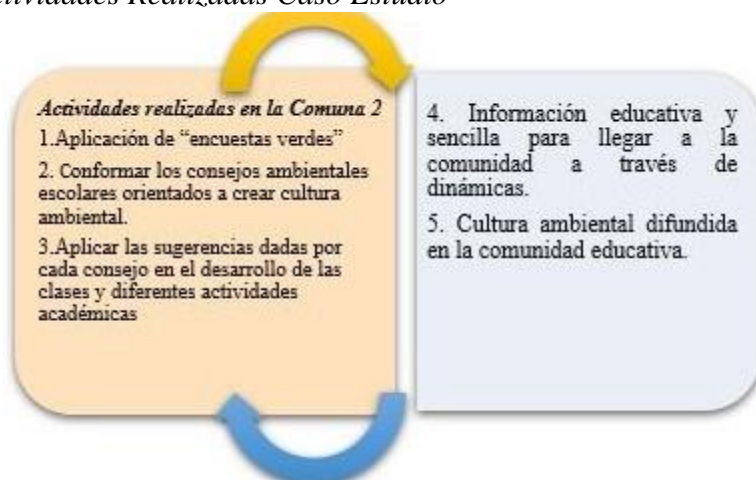 Actividades Realizadas Caso Estudio
Actividades realizadas en la Comuna 2
1.Aplicación de “encuestas verdes”
2. Conformar los consejos ambientales
escolares orientados a crear cultura
ambiental.
3.Aplicar las sugerencias dadas por
cada consejo en el desarrollo de las
clases y diferentes actividades
académicas
4. Información educativa y
sencilla para llegar a la
comunidad a través de
dinámicas.
5. Cultura ambiental difundida
en la comunidad educativa.